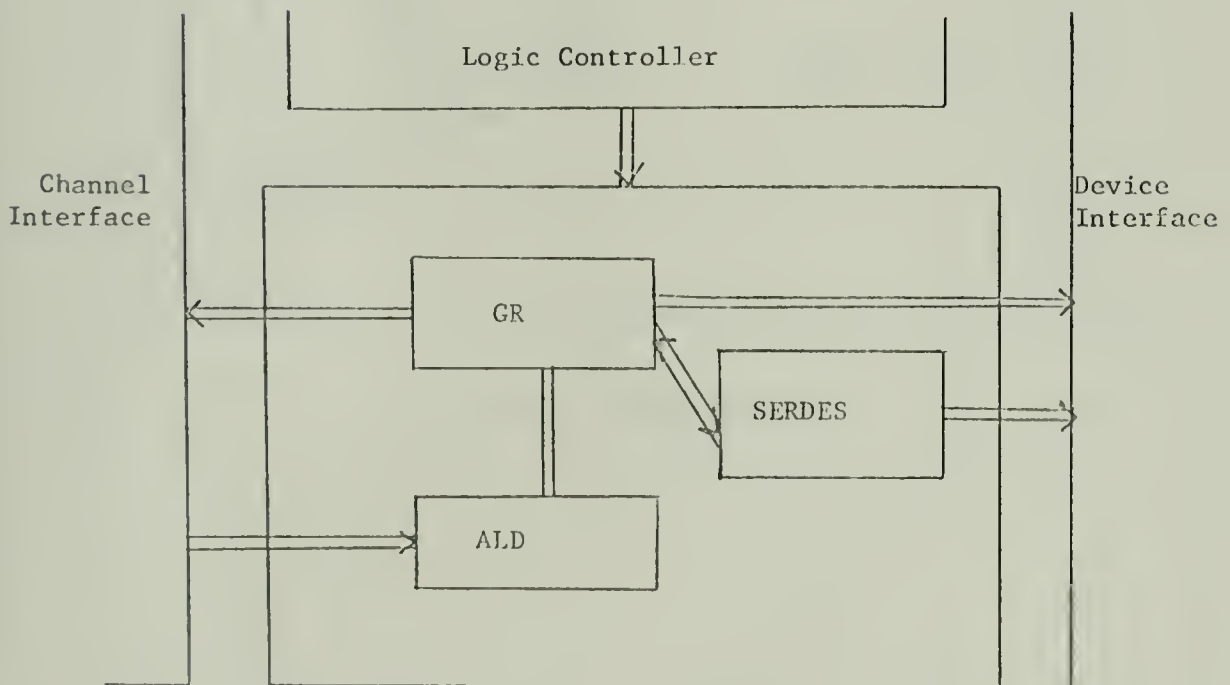 Logic Controller
Channel
Interface
Device
Interface
GR
SERDES
ALD